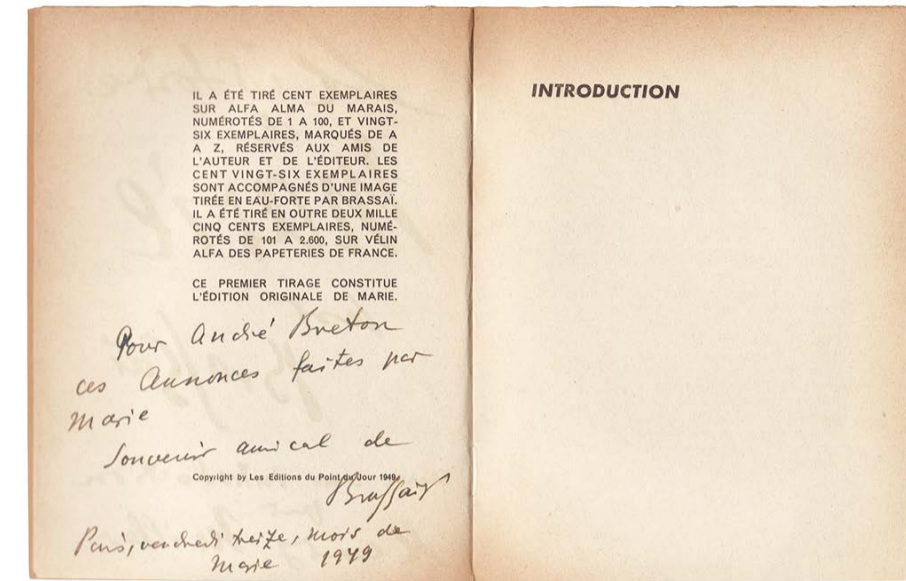 IL A ÉTÉ TIRÉ CENT EXEMPLAIRES
SUR ALFA ALMA DU MARAIS,
NUMÉROTÉS DE 1 A 100, ET VINGT-
SIX EXEMPLAIRES, MARQUÉS DE A
A Z, RÉSERVÉS AUX AMIS DE
L'AUTEUR ET DE L'ÉDITEUR. LES
CENT VINGT-SIX EXEMPLAIRES
SONT ACCOMPAGNÉS D'UNE IMAGE
TIRÉE EN EAU-FORTE PAR BRASSAÏ.
IL A ÉTÉ TIRÉ EN OUTRE DEUX MILLE
CINQ CENTS EXEMPLAIRES, NUMÉ-
ROTÉS DE 101 A 2.600, SUR VÉLIN
ALFA DES PAPETERIES DE FRANCE.
CE PREMIER TIRAGE CONSTITUE
L'ÉDITION ORIGINALE DE MARIE.
Pour André Breton
ces Annonces faites par
Marie
Souvenir amical de
Copyright by Les Editions du Point du Jour 1949
Brassaï
Paris, vendredi treize, mois de
Marie 1949
INTRODUCTION